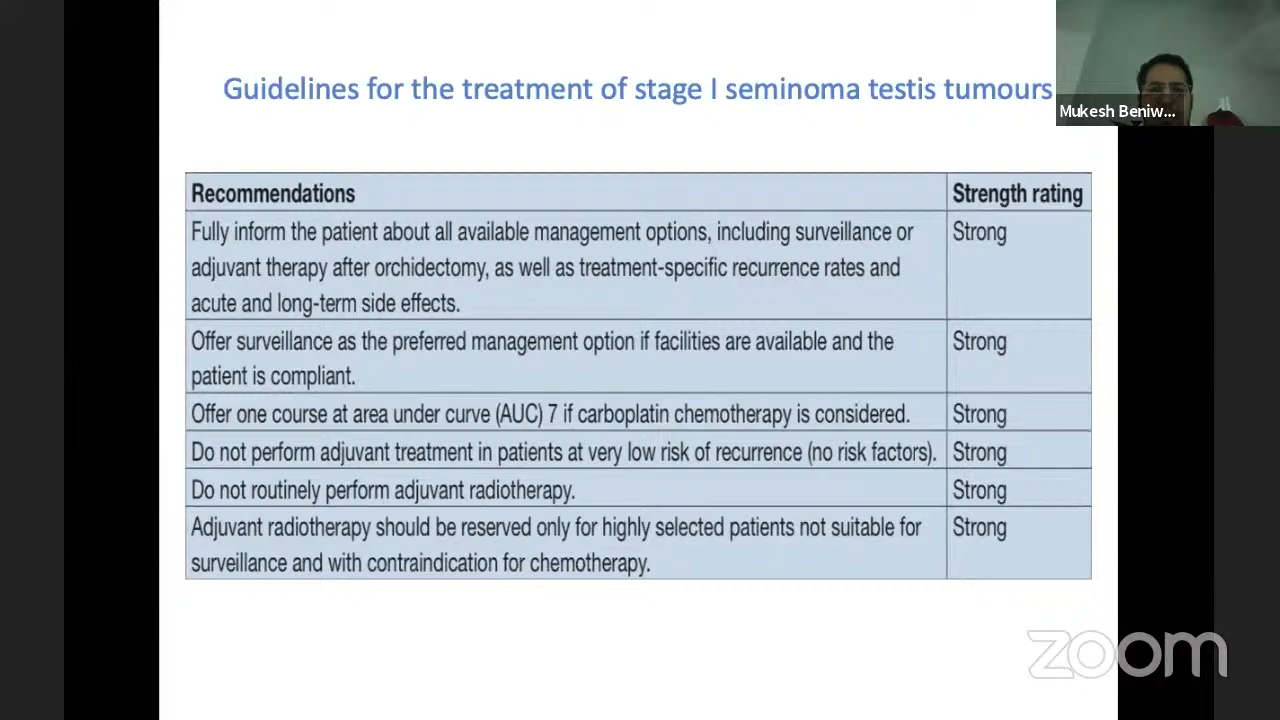 Guidelines for the treatment of stage I seminoma testis tumours
Mukesh Beniw...
Recommendations
Strength rating
Fully inform the patient about all available management options, including surveillance or
adjuvant therapy after orchidectomy, as well as treatment-specific recurrence rates and
acute and long-term side effects.
Strong
Offer surveillance as the preferred management option if facilities are available and the
patient is compliant.
Strong
Offer one course at area under curve (AUC) 7 if carboplatin chemotherapy is considered.
Strong
Do not perform adjuvant treatment in patients at very low risk of recurrence (no risk factors).
Strong
Do not routinely perform adjuvant radiotherapy.
Strong
Adjuvant radiotherapy should be reserved only for highly selected patients not suitable for
surveillance and with contraindication for chemotherapy.
Strong
zoom